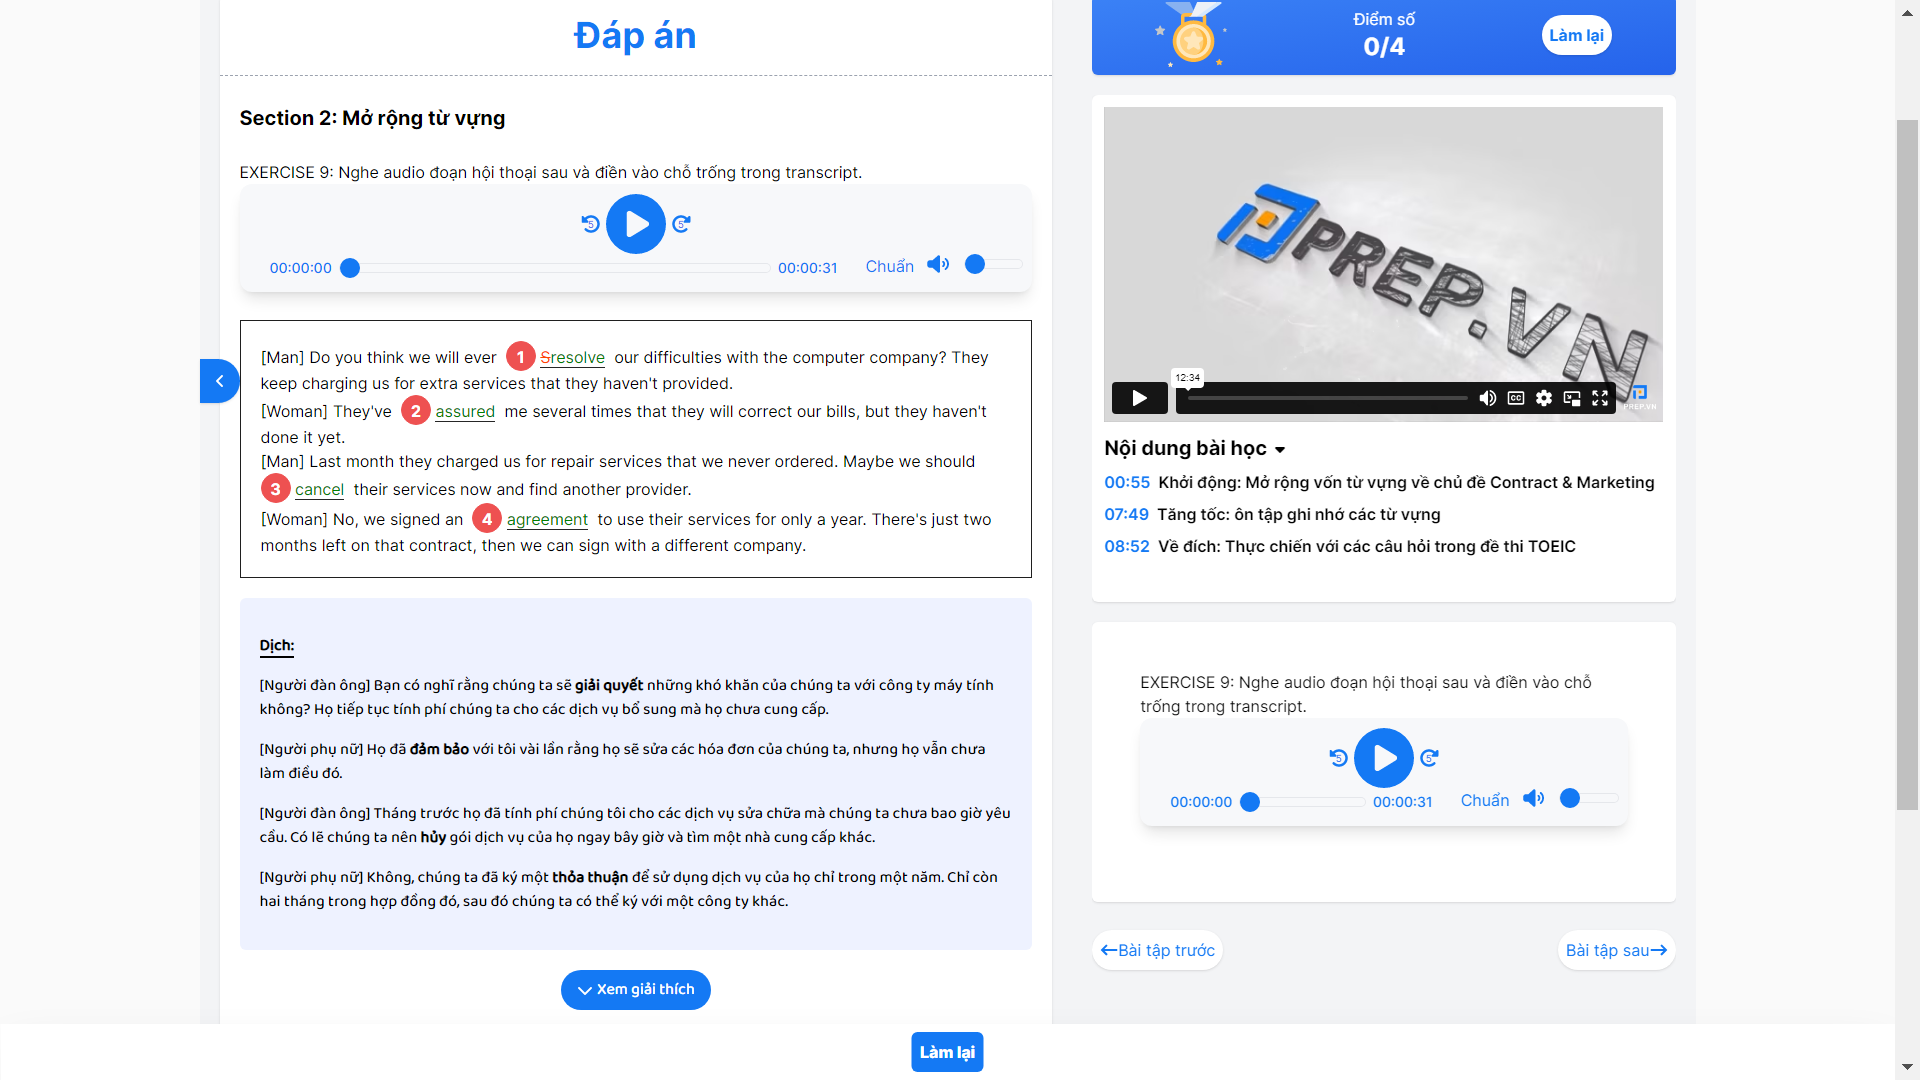 Đáp án
Section 2: Mở rộng từ vựng
EXERCISE 9: Nghe audio đoạn hội thoại sau và điền vào chỗ trống trong transcript.
5
5
00:00:00
00:00:31
Chuẩn
[Man] Do you think we will ever 1 Sresolve our difficulties with the computer company? They
keep charging us for extra services that they haven't provided.
[Woman] They've 2 assured me several times that they will correct our bills, but they haven't
done it yet.
[Man] Last month they charged us for repair services that we never ordered. Maybe we should
3 cancel their services now and find another provider.
[Woman] No, we signed an 4 agreement to use their services for only a year. There's just two
months left on that contract, then we can sign with a different company.
Dịch:
[Người đàn ông] Bạn có nghĩ rằng chúng ta sẽ giải quyết những khó khăn của chúng ta với công ty máy tính
không? Họ tiếp tục tính phí chúng ta cho các dịch vụ bổ sung mà họ chưa cung cấp.
[Người phụ nữ] Họ đã đảm bảo với tôi vài lần rằng họ sẽ sửa các hóa đơn của chúng ta, nhưng họ vẫn chưa
làm điều đó.
[Người đàn ông] Tháng trước họ đã tính phí chúng tôi cho các dịch vụ sửa chữa mà chúng ta chưa bao giờ yêu
cầu. Có lẽ chúng ta nên hủy gói dịch vụ của họ ngay bây giờ và tìm một nhà cung cấp khác.
[Người phụ nữ] Không, chúng ta đã ký một thỏa thuận để sử dụng dịch vụ của họ chỉ trong một năm. Chỉ còn
hai tháng trong hợp đồng đó, sau đó chúng ta có thể ký với một công ty khác.
Xem giải thích
Điểm số
0/4
Làm lại
PREP.VN
12:34
CC
PREP.VN
Nội dung bài học
00:55 Khởi động: Mở rộng vốn từ vựng về chủ đề Contract & Marketing
07:49 Tăng tốc: ôn tập ghi nhớ các từ vựng
08:52 Về đích: Thực chiến với các câu hỏi trong đề thi TOEIC
EXERCISE 9: Nghe audio đoạn hội thoại sau và điền vào chỗ
trống trong transcript.
5
5
00:00:00
00:00:31
Chuẩn
Bài tập trước
Bài tập sau
Làm lại